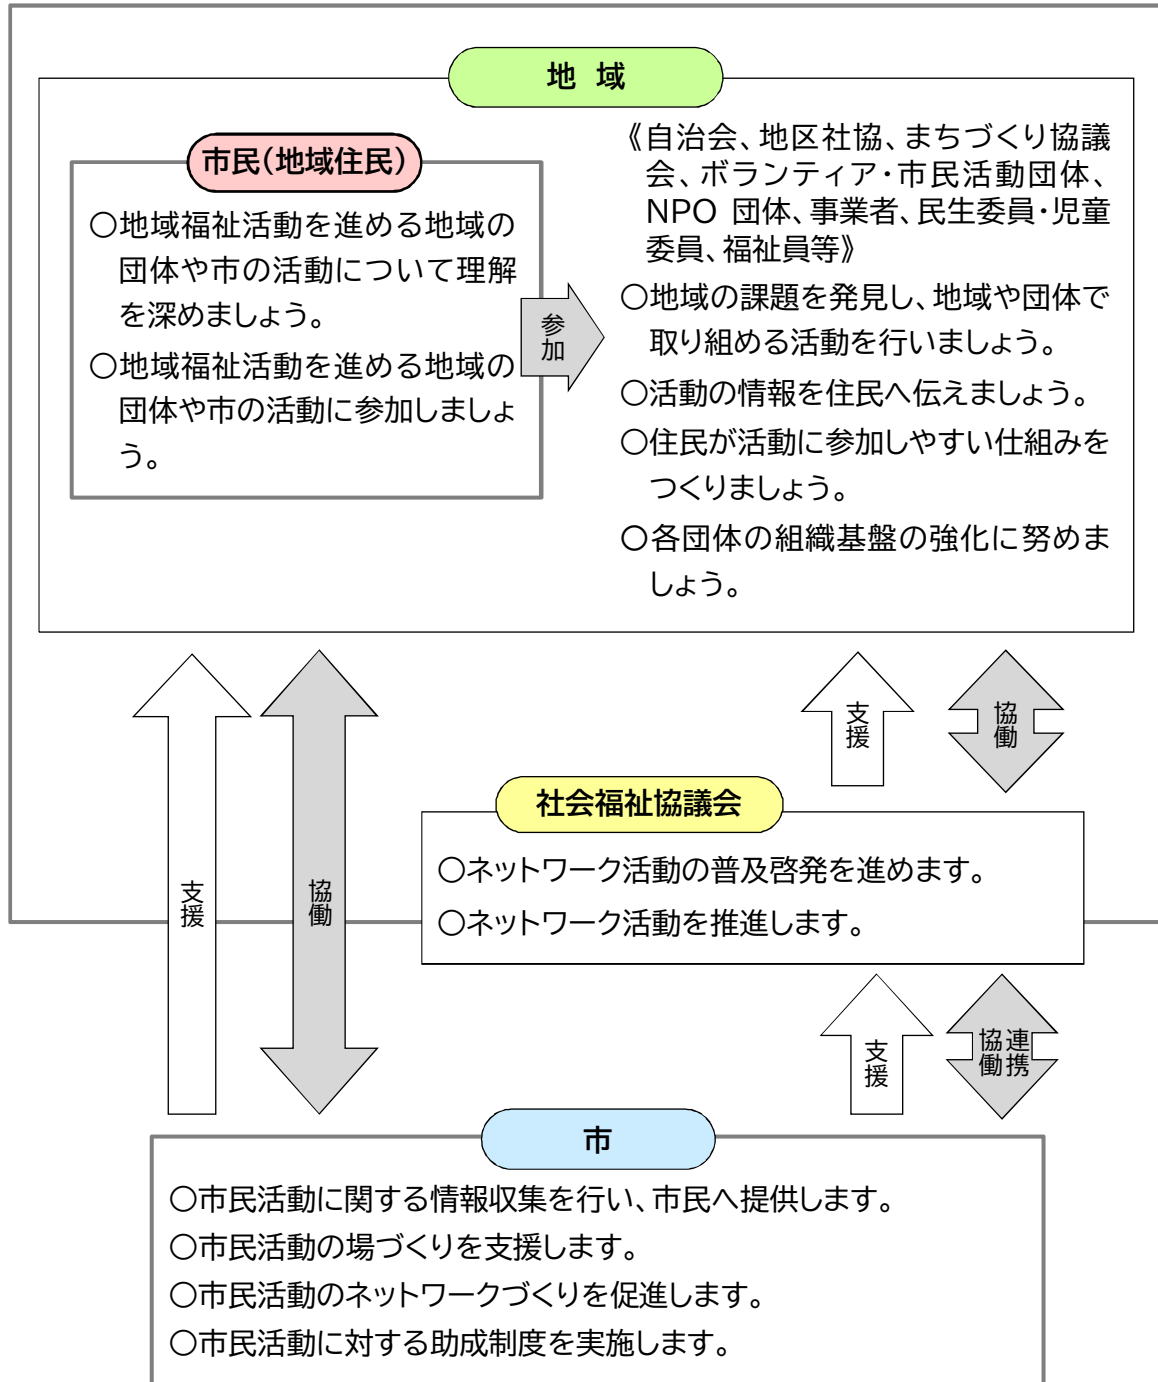 地 域
市民(地域住民)
○地域福祉活動を進める地域の
団体や市の活動について理解
を深めましょう。
○地域福祉活動を進める地域の
団体や市の活動に参加しましょ
う。
参加
《自治会、地区社協、まちづくり協議
会、ボランティア・市民活動団体、
NPO 団体、事業者、民生委員・児童
委員、福祉員等》
○地域の課題を発見し、地域や団体で
取り組める活動を行いましょう。
○活動の情報を住民へ伝えましょう。
○住民が活動に参加しやすい仕組みを
つくりましょう。
○各団体の組織基盤の強化に努めま
しょう。
支援
協働
支援
協働
社会福祉協議会
○ネットワーク活動の普及啓発を進めます。
○ネットワーク活動を推進します。
支援
連携
協働
市
○市民活動に関する情報収集を行い、市民へ提供します。
○市民活動の場づくりを支援します。
○市民活動のネットワークづくりを促進します。
○市民活動に対する助成制度を実施します。